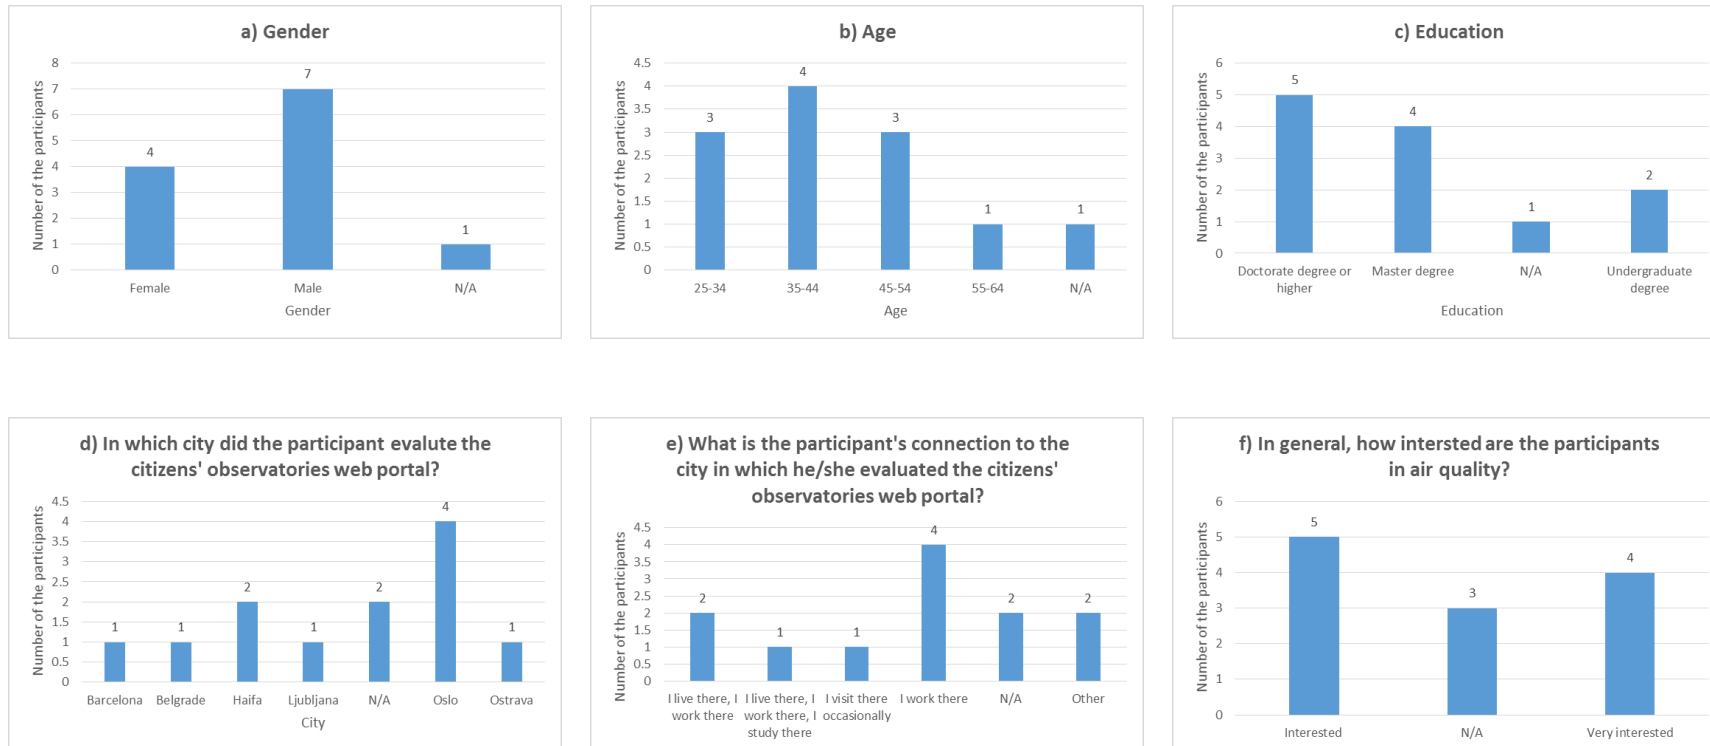 a) Gender
Number of the participants
8
7
6
5
4
3
2
1
0
4
7
1
Female Male N/A
Gender
b) Age
Number of the participants
4.5
4
3.5
3
2.5
2
1.5
1
0.5
0
3
4
3
1
1
25-34 35-44 45-54 55-64 N/A
Age
c) Education
Number of the participants
6
5
4
3
2
1
0
5
4
1
2
Doctorate degree or Master degree N/A Undergraduate
higher degree
Education
d) In which city did the participant evalute the
citizens' observatories web portal?
Number of the participants
4.5
4
3.5
3
2.5
2
1.5
1
0.5
0
1
1
2
1
2
4
1
Barcelona Belgrade Haifa Ljubljana N/A Oslo Ostrava
City
e) What is the participant's connection to the
city in which he/she evaluated the citizens'
observatories web portal?
Number of the participants
4.5
4
3.5
3
2.5
2
1.5
1
0.5
0
2
1
1
4
2
2
I live there, I I live there, I I visit there I work there N/A Other
work there work there, I occasionally
study there
f) In general, how intersted are the participants
in air quality?
Number of the participants
6
5
4
3
2
1
0
5
3
4
Interested N/A Very interested